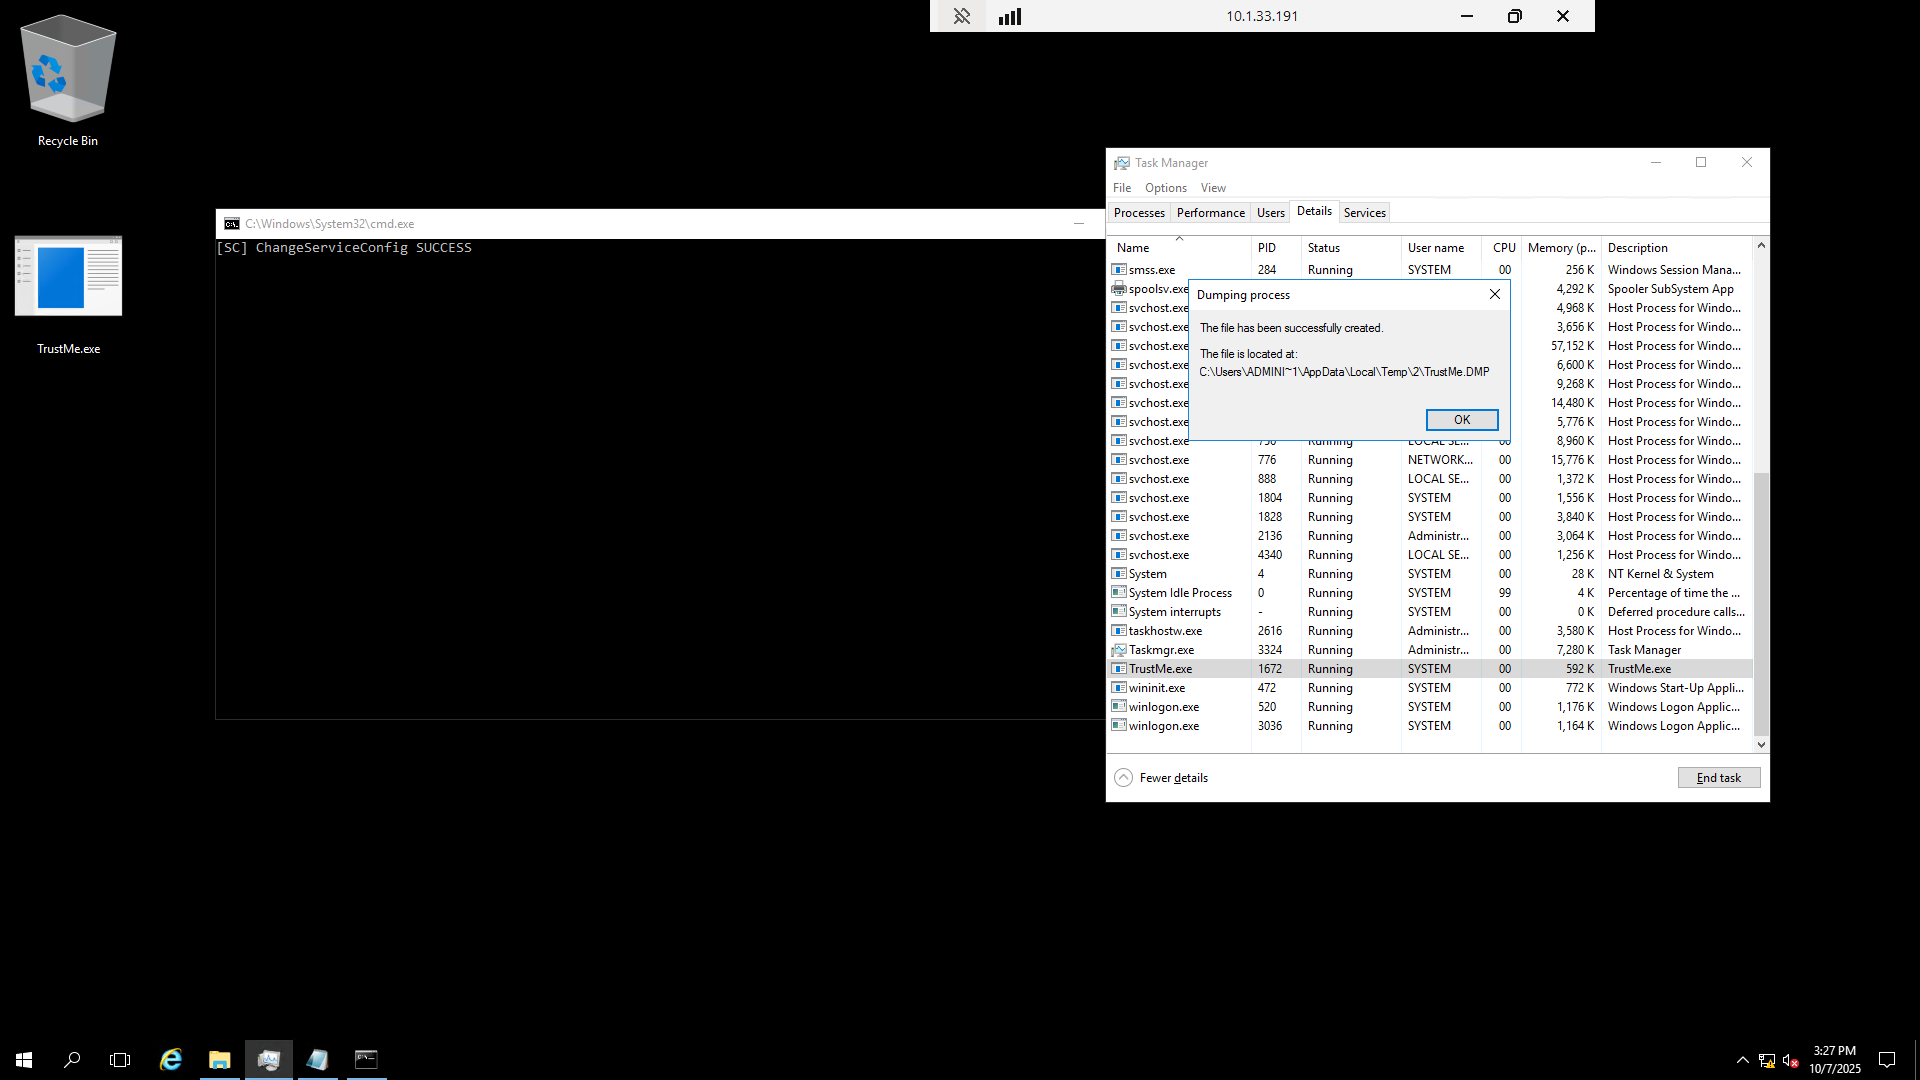 10.1.33.191
Recycle Bin
TrustMe.exe
C:\Windows\System32\cmd.exe
[SC] ChangeServiceConfig SUCCESS
Task Manager
File Options View
Processes Performance Users Details Services
Name PID Status User name CPU Memory (p... Description
smss.exe 284 Running SYSTEM 00 256 K Windows Session Mana...
spoolsv.exe 4,292 K Spooler SubSystem App
svchost.exe 4,968 K Host Process for Windo...
svchost.exe 3,656 K Host Process for Windo...
svchost.exe 57,152 K Host Process for Windo...
svchost.exe 6,600 K Host Process for Windo...
svchost.exe 9,268 K Host Process for Windo...
svchost.exe 14,480 K Host Process for Windo...
svchost.exe 5,776 K Host Process for Windo...
svchost.exe Running 8,960 K Host Process for Windo...
svchost.exe 776 Running NETWORK... 00 15,776 K Host Process for Windo...
svchost.exe 888 Running LOCAL SE... 00 1,372 K Host Process for Windo...
svchost.exe 1804 Running SYSTEM 00 1,556 K Host Process for Windo...
svchost.exe 1828 Running SYSTEM 00 3,840 K Host Process for Windo...
svchost.exe 2136 Running Administr... 00 3,064 K Host Process for Windo...
svchost.exe 4340 Running LOCAL SE... 00 1,256 K Host Process for Windo...
System 4 Running SYSTEM 00 28 K NT Kernel & System
System Idle Process 0 Running SYSTEM 99 4 K Percentage of time the ...
System interrupts - Running SYSTEM 00 0 K Deferred procedure calls...
taskhostw.exe 2616 Running Administr... 00 3,580 K Host Process for Windo...
Taskmgr.exe 3324 Running Administr... 00 7,280 K Task Manager
TrustMe.exe 1672 Running SYSTEM 00 592 K TrustMe.exe
wininit.exe 472 Running SYSTEM 00 772 K Windows Start-Up Appli...
winlogon.exe 520 Running SYSTEM 00 1,176 K Windows Logon Applic...
winlogon.exe 3036 Running SYSTEM 00 1,164 K Windows Logon Applic...
Fewer details
End task
Dumping process
The file has been successfully created.
The file is located at:
C:\Users\ADMINI~1\AppData\Local\Temp\2\TrustMe.DMP
OK
3:27 PM
10/7/2025